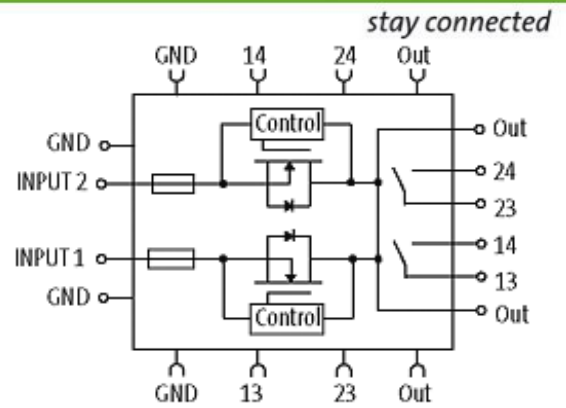 stay connected
GND 14 24 Out
Control
GND
INPUT 2
Out
24
23
INPUT 1
GND
14
13
Out
Control
GND 13 23 Out